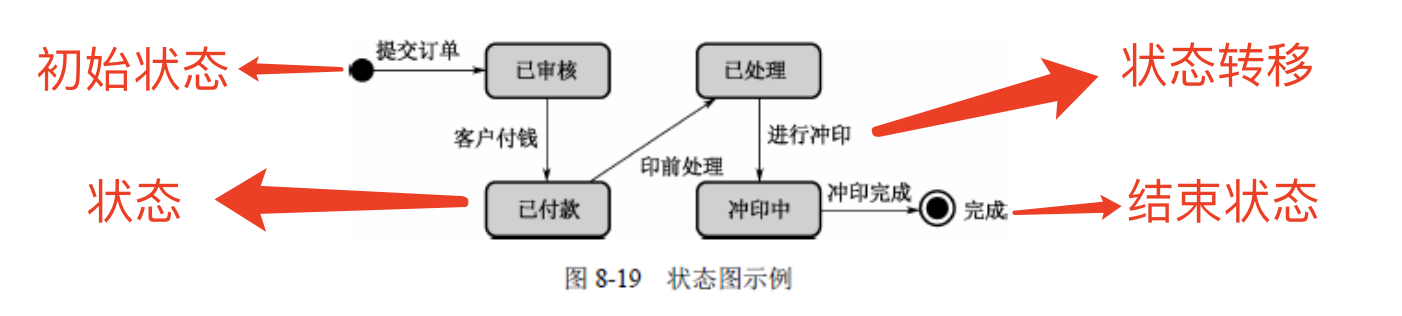 提交订单
初始状态
已审核
已处理
状态转移
客户付钱
进行冲印
印前处理
状态
已付款
冲印中
冲印完成
完成
结束状态
图 8-19 状态图示例